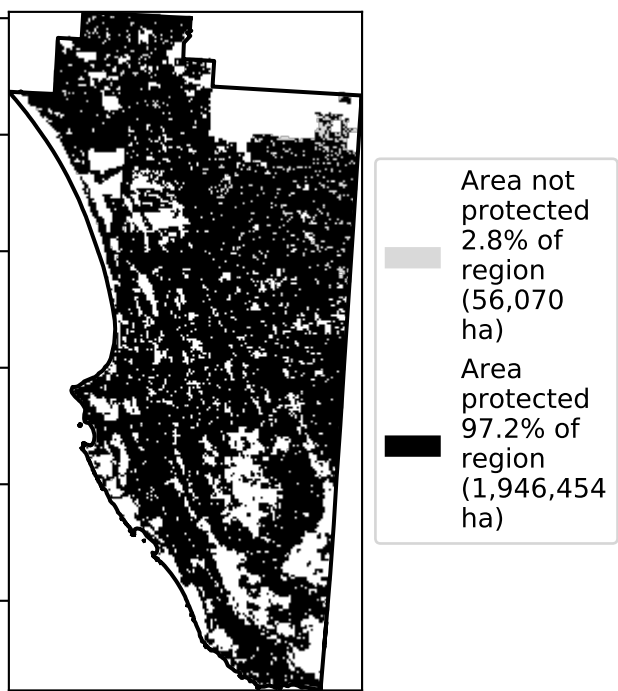 Area not
protected
2.8% of
region
(56,070
ha)
Area
protected
97.2% of
region
(1,946,454
ha)